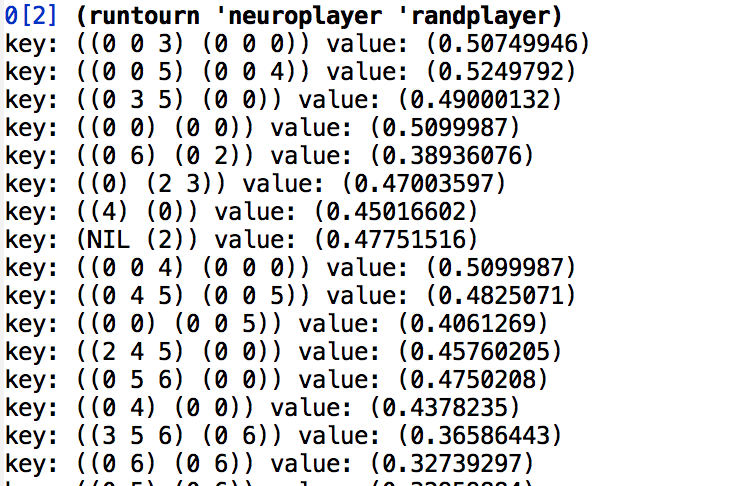 0[2] (runtourn 'neuroplayer 'randplayer)
key: ((0 0 3) (0 0 0)) value: (0.50749946)
key: ((0 0 5) (0 0 4)) value: (0.5249792)
key: ((0 3 5) (0 0)) value: (0.49000132)
key: ((0 0) (0 0)) value: (0.5099987)
key: ((0 6) (0 2)) value: (0.38936076)
key: ((0) (2 3)) value: (0.47003597)
key: ((4) (0)) value: (0.45016602)
key: (NIL (2)) value: (0.47751516)
key: ((0 0 4) (0 0 0)) value: (0.5099987)
key: ((0 4 5) (0 0 5)) value: (0.4825071)
key: ((0 0) (0 0 5)) value: (0.4061269)
key: ((2 4 5) (0 0)) value: (0.45760205)
key: ((0 5 6) (0 0)) value: (0.4750208)
key: ((0 4) (0 0)) value: (0.4378235)
key: ((3 5 6) (0 6)) value: (0.36586443)
key: ((0 6) (0 6)) value: (0.32739297)